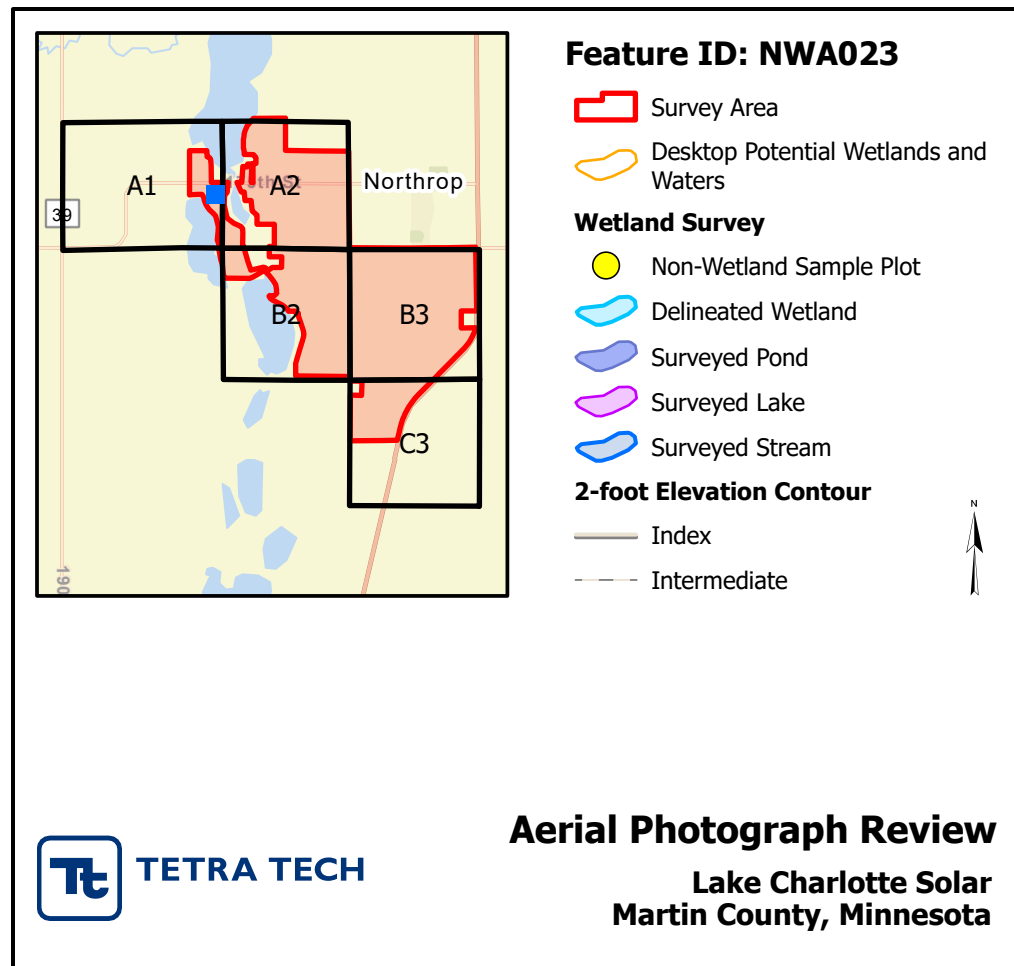 Feature ID: NWA023
Survey Area
Desktop Potential Wetlands and
Waters
Wetland Survey
Non-Wetland Sample Plot
Delineated Wetland
Surveyed Pond
Surveyed Lake
Surveyed Stream
2-foot Elevation Contour
Index
Intermediate
N
A1
A2
Northrop
39
B2
B3
C3
190
Tt
TETRA TECH
Aerial Photograph Review
Lake Charlotte Solar
Martin County, Minnesota